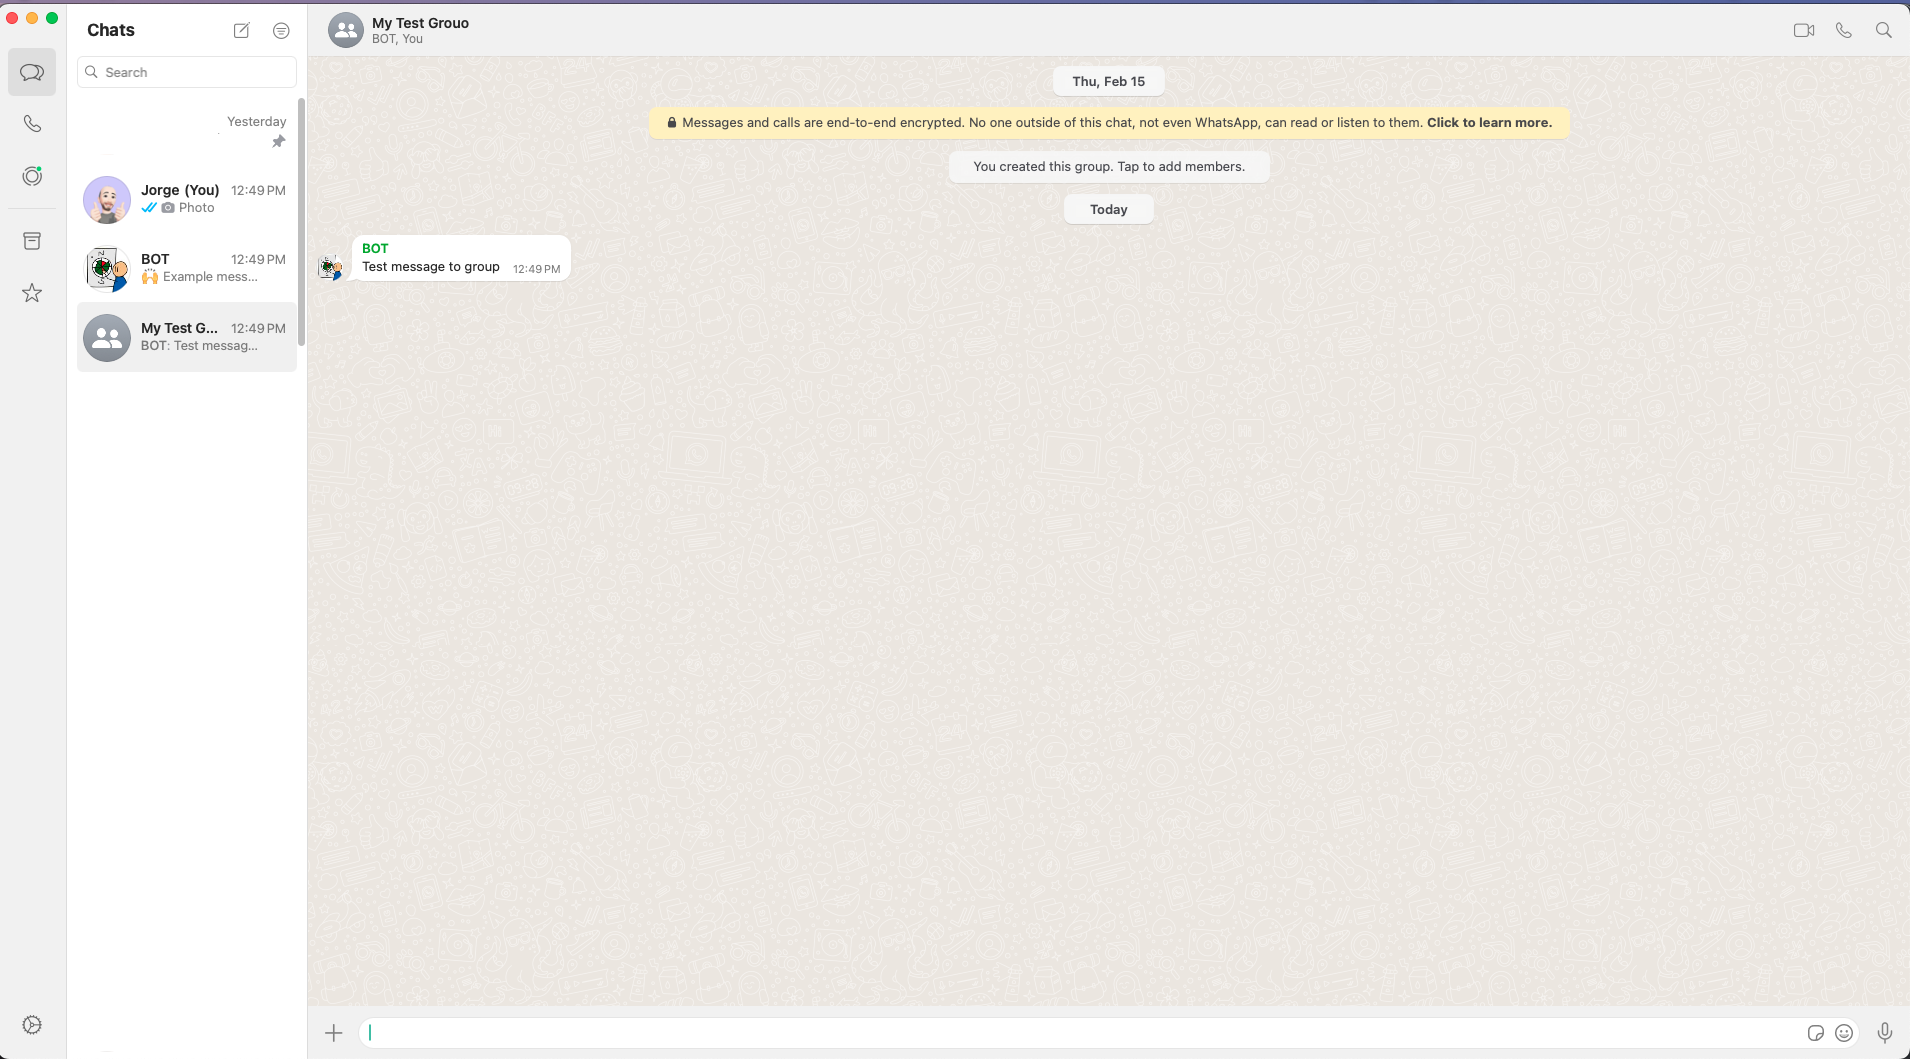 Chats
Search
Yesterday
Jorge (You) 12:49 PM
Photo
BOT 12:49 PM
🙌 Example mess...
My Test G... 12:49 PM
BOT: Test messag...
My Test Grouo
BOT, You
Thu, Feb 15
Messages and calls are end-to-end encrypted. No one outside of this chat, not even WhatsApp, can read or listen to them. Click to learn more.
You created this group. Tap to add members.
Today
BOT
Test message to group 12:49 PM